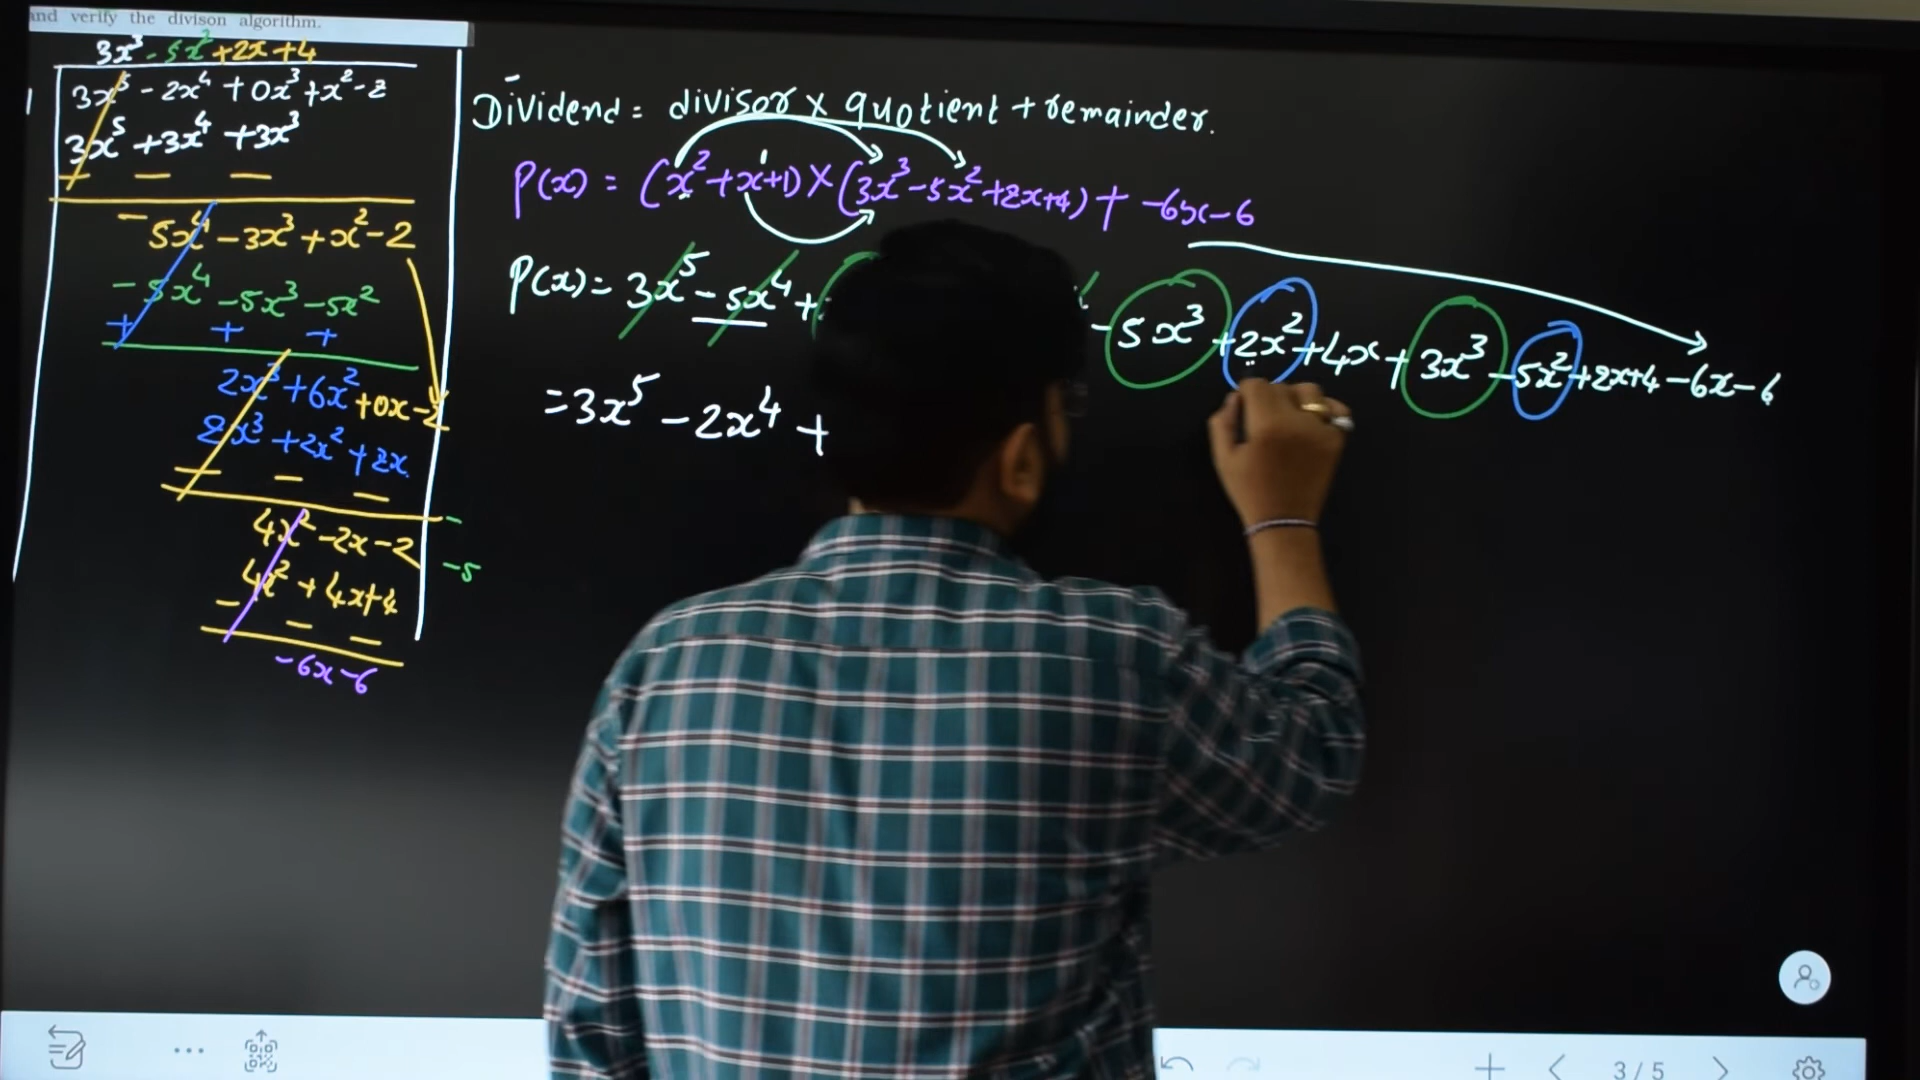 and verify the divison algorithm.
3x³ - 5x² + 2x + 4
1 3x⁵ - 2x⁴ + 0x³ + x² - 2
3x⁵ + 3x⁴ + 3x³
- - -
- 5x⁴ - 3x³ + x² - 2
- 5x⁴ - 5x³ - 5x²
+ + +
2x³ + 6x² + 0x - 2
2x³ + 2x² + 2x
- - -
4x² - 2x - 2
4x² + 4x + 4
- - -
- 6x - 6
-
-5
Dividend = divisor × quotient + remainder.
P(x) = (x² + x + 1) × (3x³ - 5x² + 2x + 4) + -6x - 6
P(x) = 3x⁵ - 5x⁴ + - 5x³ + 2x² + 4x + 3x³ - 5x² + 2x + 4 - 6x - 6
= 3x⁵ - 2x⁴ +
3/5